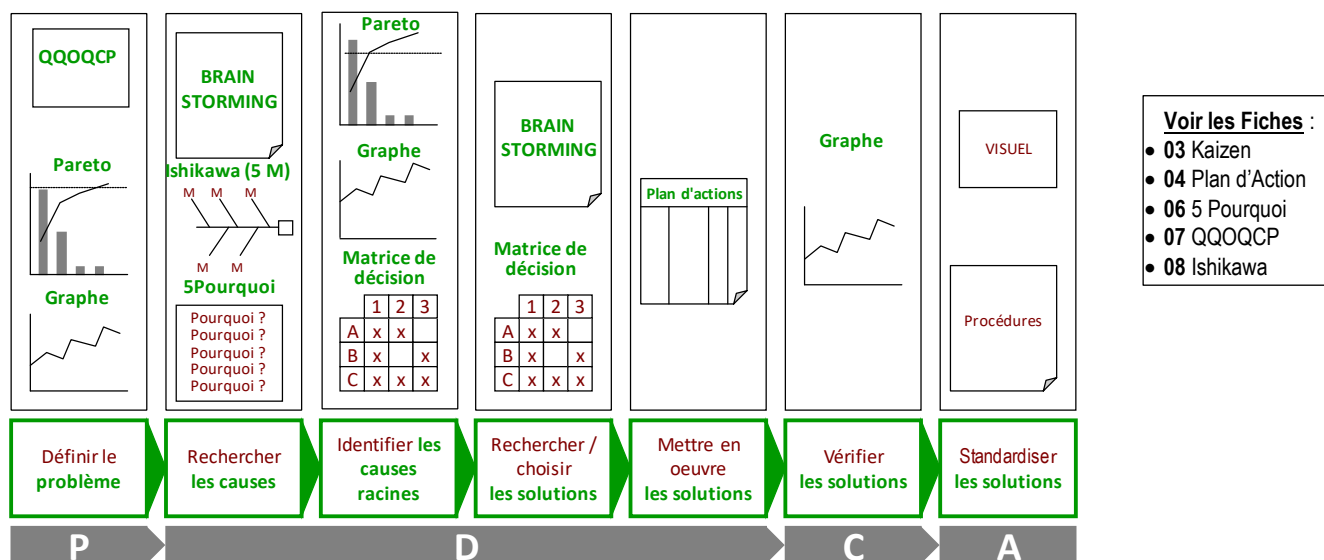 QQOQCP
Pareto
Graphe
BRAIN
STORMING
Ishikawa (5 M)
M M M
M M
5Pourquoi
Pourquoi ?
Pourquoi ?
Pourquoi ?
Pourquoi ?
Pourquoi ?
Pareto
Graphe
Matrice de
décision
1 2 3
A x x
B x x
C x x x
BRAIN
STORMING
Matrice de
décision
1 2 3
A x x
B x x
C x x x
Plan d'actions
Graphe
VISUEL
Procédures
Voir les Fiches :
• 03 Kaizen
• 04 Plan d’Action
• 06 5 Pourquoi
• 07 QQOQCP
• 08 Ishikawa
Définir le
problème
Rechercher
les causes
Identifier les
causes
racines
Rechercher /
choisir
les solutions
Mettre en
oeuvre
les solutions
Vérifier
les solutions
Standardiser
les solutions
P
D
C
A